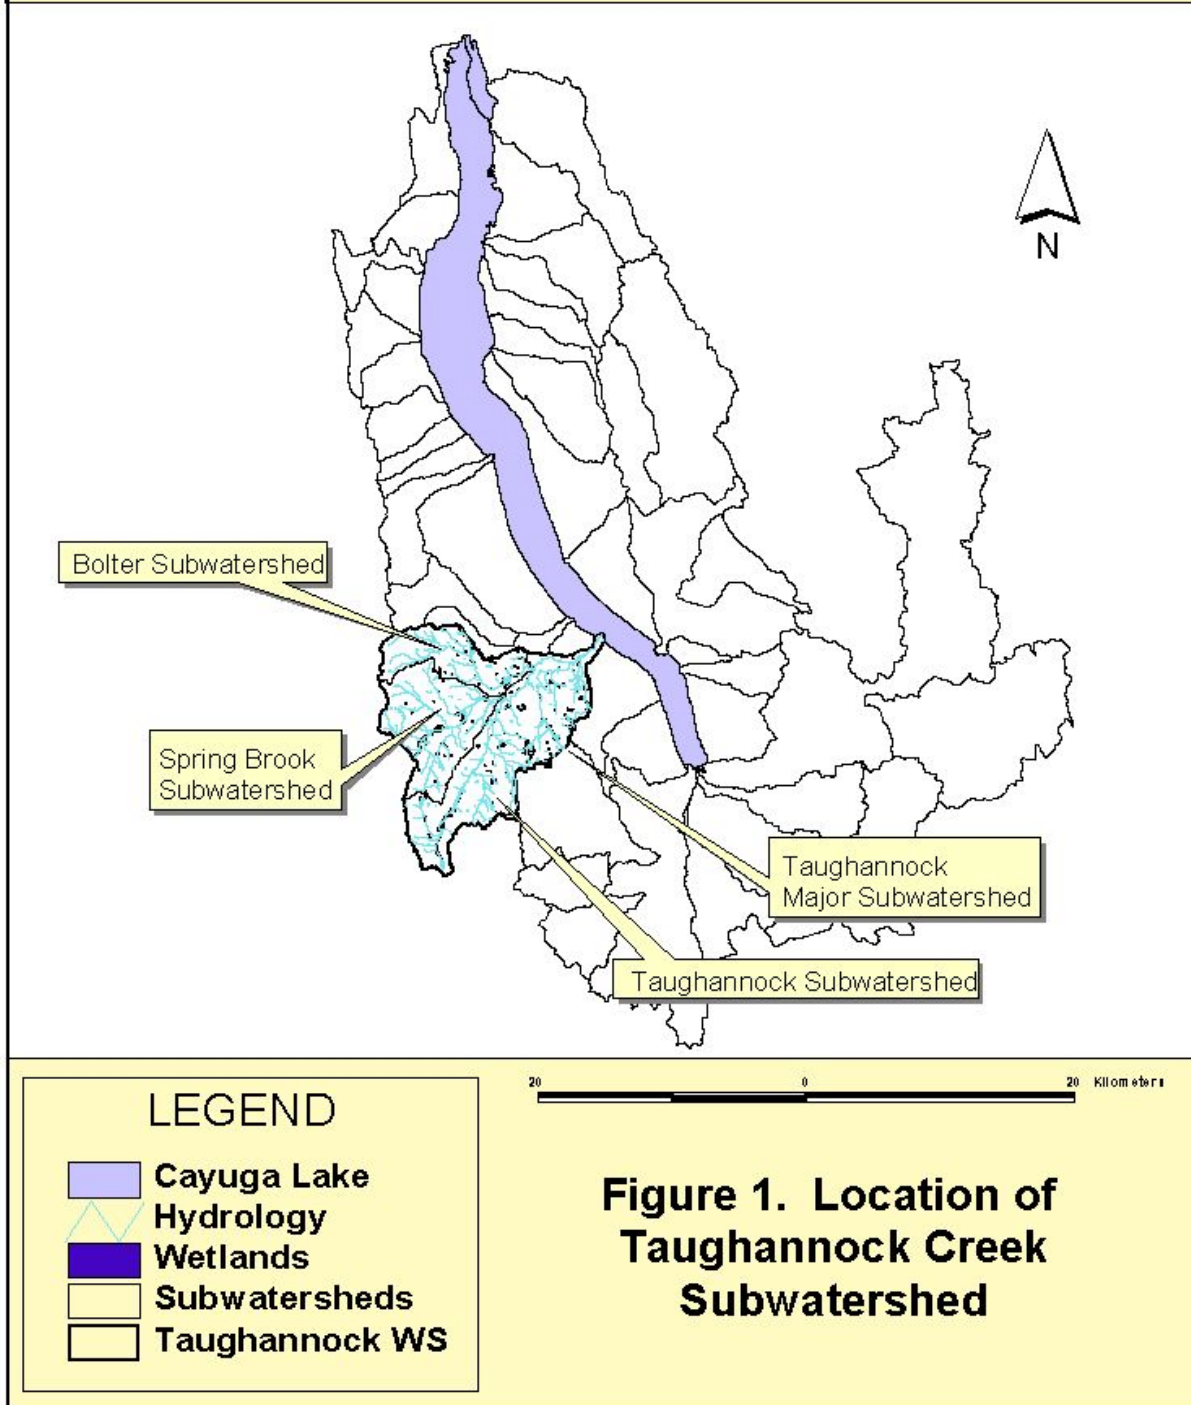 N
Bolter Subwatershed
Spring Brook
Subwatershed
Taughannock
Major Subwatershed
Taughannock Subwatershed
LEGEND
Cayuga Lake
Hydrology
Wetlands
Subwatersheds
Taughannock WS
20 0 20 Kilometers
Figure 1. Location of
Taughannock Creek
Subwatershed